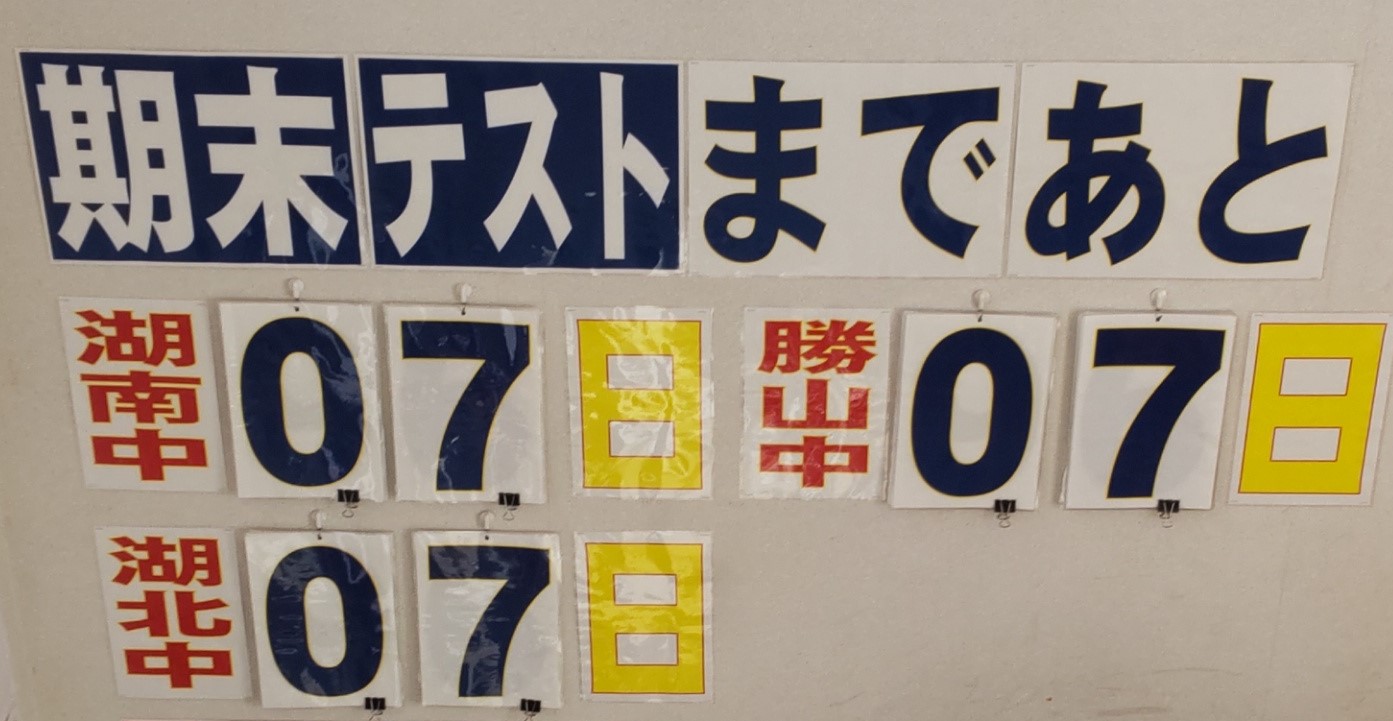 期末テストまであと
湖南中 07日 勝山中 07日
湖北中 07日